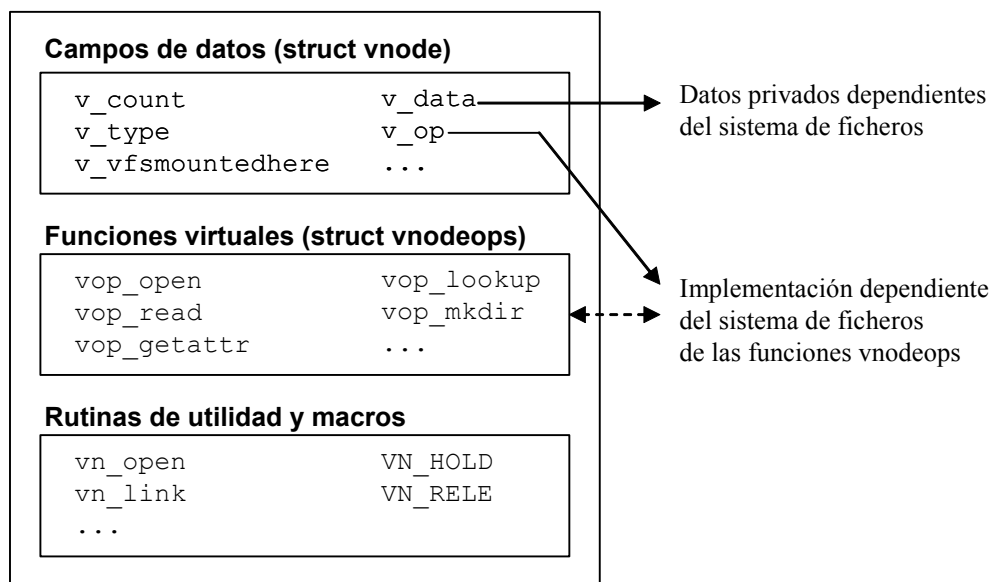 Campos de datos (struct vnode)
v_count v_data
v_type v_op
v_vfsmountedhere ...
Datos privados dependientes
del sistema de ficheros
Funciones virtuales (struct vnodeops)
vop_open vop_lookup
vop_read vop_mkdir
vop_getattr ...
Implementación dependiente
del sistema de ficheros
de las funciones vnodeops
Rutinas de utilidad y macros
vn_open VN_HOLD
vn_link VN_RELE
...